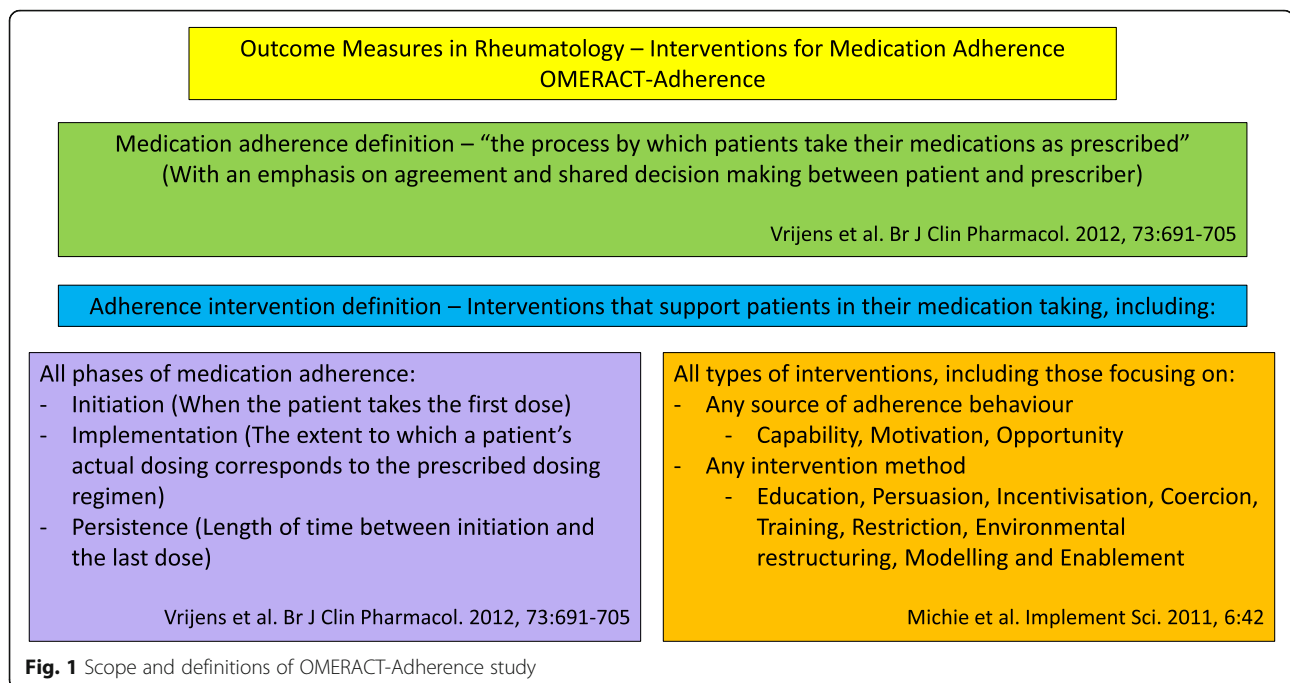 Outcome Measures in Rheumatology – Interventions for Medication Adherence
OMERACT-Adherence
Medication adherence definition – “the process by which patients take their medications as prescribed”
(With an emphasis on agreement and shared decision making between patient and prescriber)
Vrijens et al. Br J Clin Pharmacol. 2012, 73:691-705
Adherence intervention definition – Interventions that support patients in their medication taking, including:
All phases of medication adherence:
- Initiation (When the patient takes the first dose)
- Implementation (The extent to which a patient’s
actual dosing corresponds to the prescribed dosing
regimen)
- Persistence (Length of time between initiation and
the last dose)
Vrijens et al. Br J Clin Pharmacol. 2012, 73:691-705
All types of interventions, including those focusing on:
- Any source of adherence behaviour
- Capability, Motivation, Opportunity
- Any intervention method
- Education, Persuasion, Incentivisation, Coercion,
Training, Restriction, Environmental
restructuring, Modelling and Enablement
Michie et al. Implement Sci. 2011, 6:42
Fig. 1 Scope and definitions of OMERACT-Adherence study